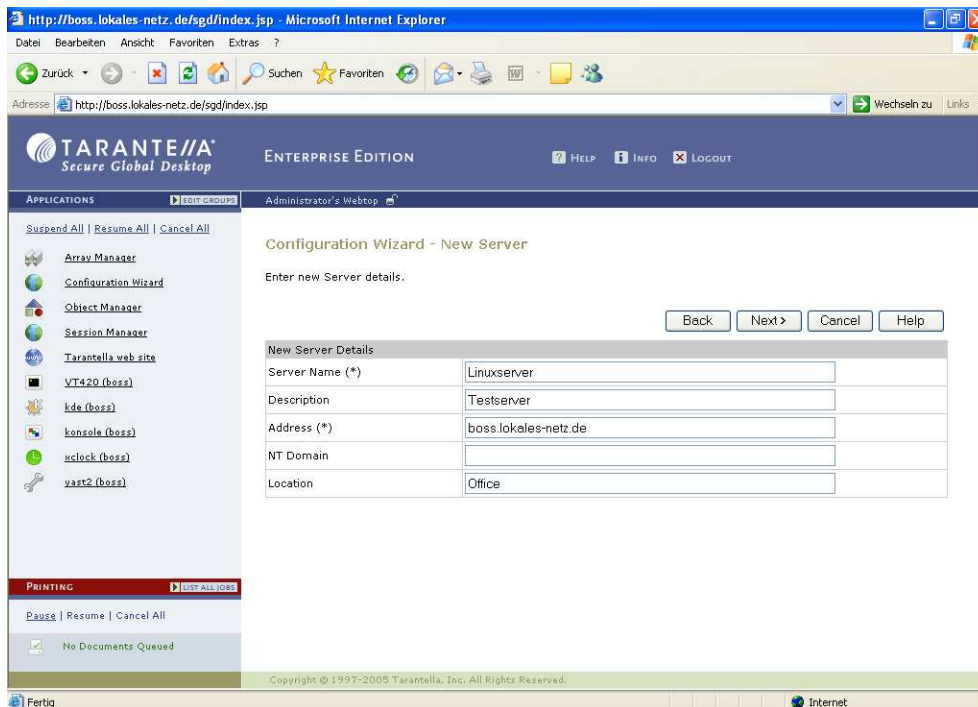 http://boss.lokales-netz.de/sgd/index.jsp - Microsoft Internet Explorer
Datei Bearbeiten Ansicht Favoriten Extras ?
Zurück Suchen Favoriten
Adresse http://boss.lokales-netz.de/sgd/index.jsp Wechseln zu Links
TARANTELLA
Secure Global Desktop
ENTERPRISE EDITION
HELP INFO LOGOUT
APPLICATIONS EDIT GROUPS
Administrator's Webtop
Suspend All | Resume All | Cancel All
Array Manager
Configuration Wizard
Object Manager
Session Manager
Tarantella web site
VT420 (boss)
kde (boss)
konsole (boss)
xclock (boss)
yast2 (boss)
PRINTING LIST ALL JOBS
Pause | Resume | Cancel All
No Documents Queued
Configuration Wizard - New Server
Enter new Server details.
Back Next> Cancel Help
New Server Details
Server Name (*) Linuxserver
Description Testserver
Address (*) boss.lokales-netz.de
NT Domain
Location Office
Copyright © 1997-2005 Tarantella, Inc. All Rights Reserved.
Fertig Internet